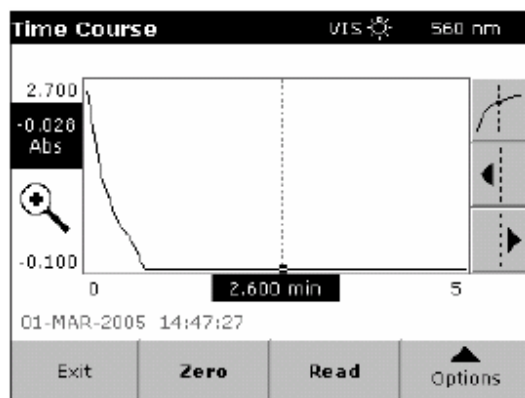 Time Course VIS 560 nm
2.700
-0.028
Abs
-0.100
0 2.600 min 5
01-MAR-2005 14:47:27
Exit Zero Read Options